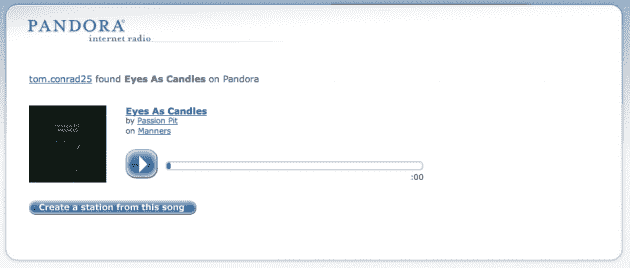 PANDORA®
internet radio
tom.conrad25 found Eyes As Candles on Pandora
Eyes As Candles
by Passion Pit
on Manners
:00
Create a station from this song